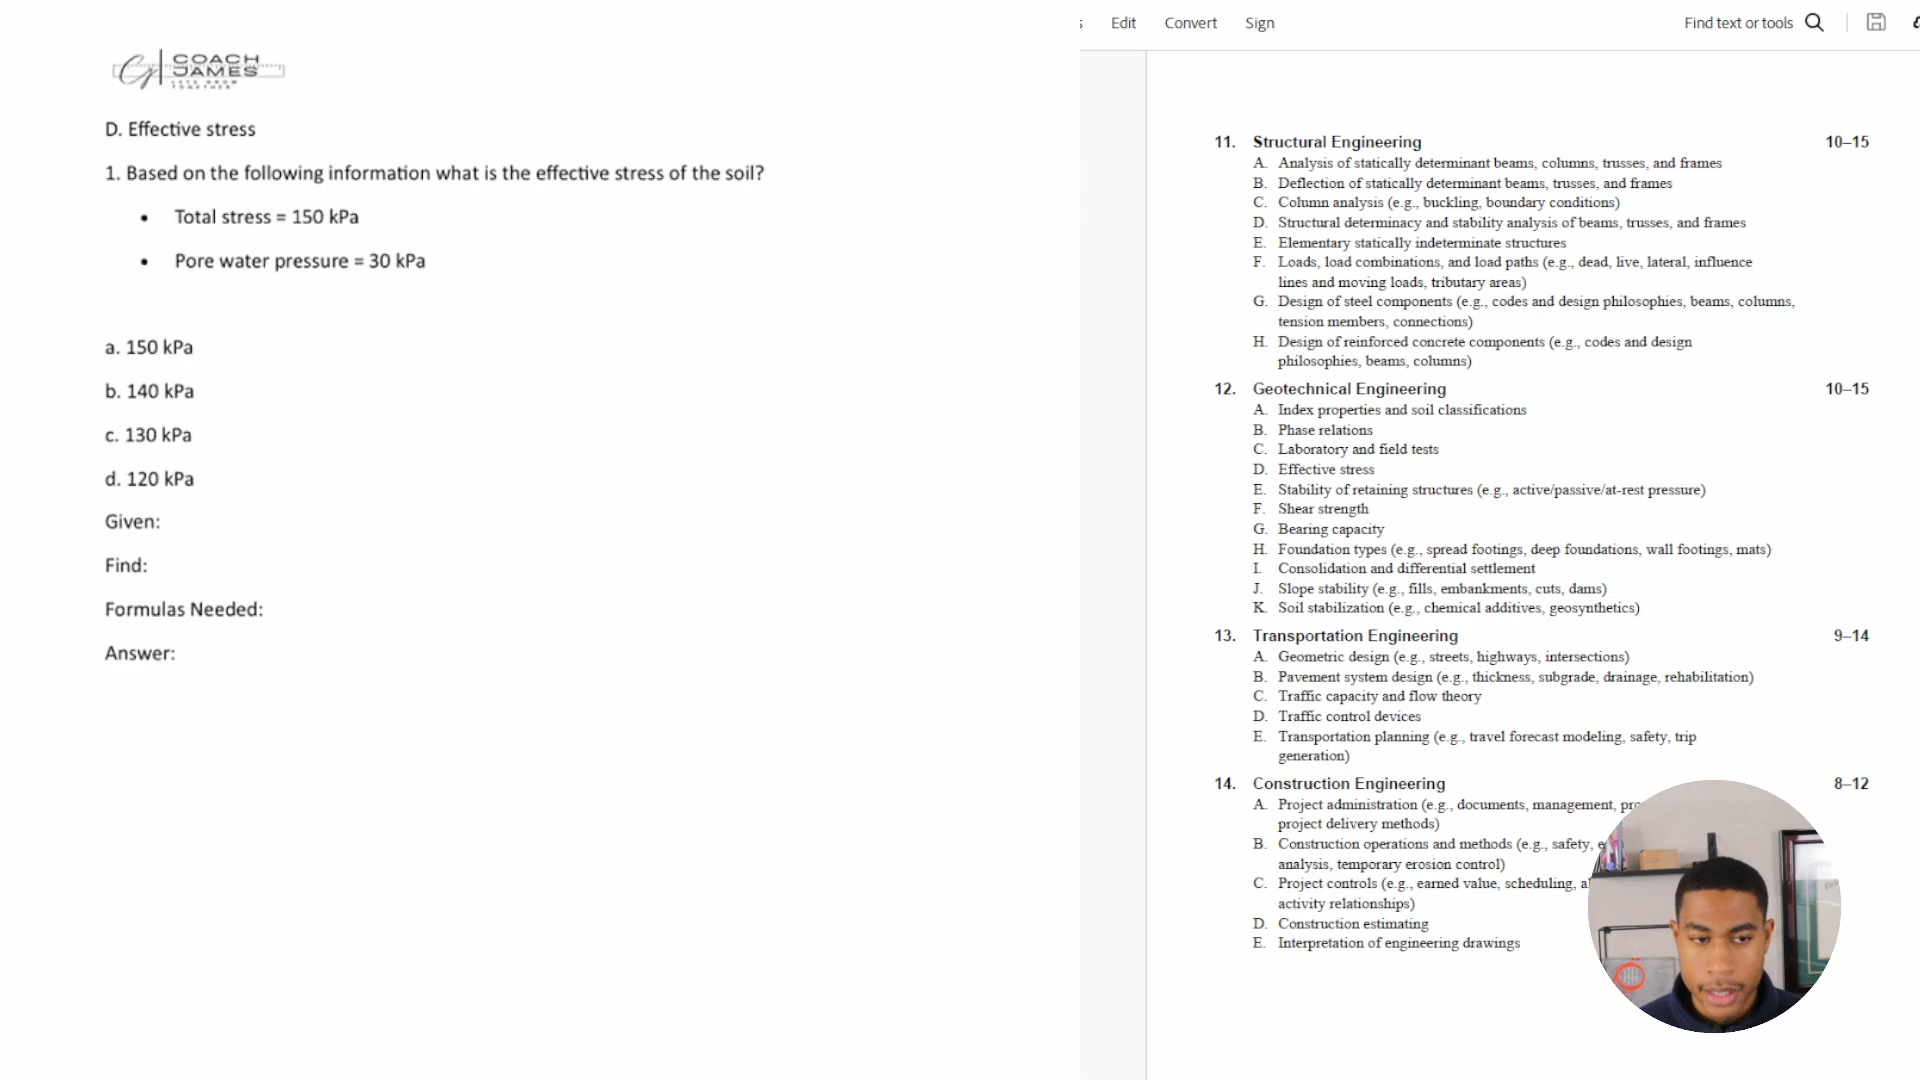 COACH
JAMES
LETS GROW
TOGETHER
D. Effective stress
1. Based on the following information what is the effective stress of the soil?
• Total stress = 150 kPa
• Pore water pressure = 30 kPa
a. 150 kPa
b. 140 kPa
c. 130 kPa
d. 120 kPa
Given:
Find:
Formulas Needed:
Answer:
Edit Convert Sign Find text or tools
11. Structural Engineering 10–15
A. Analysis of statically determinant beams, columns, trusses, and frames
B. Deflection of statically determinant beams, trusses, and frames
C. Column analysis (e.g., buckling, boundary conditions)
D. Structural determinacy and stability analysis of beams, trusses, and frames
E. Elementary statically indeterminate structures
F. Loads, load combinations, and load paths (e.g., dead, live, lateral, influence
lines and moving loads, tributary areas)
G. Design of steel components (e.g., codes and design philosophies, beams, columns,
tension members, connections)
H. Design of reinforced concrete components (e.g., codes and design
philosophies, beams, columns)
12. Geotechnical Engineering 10–15
A. Index properties and soil classifications
B. Phase relations
C. Laboratory and field tests
D. Effective stress
E. Stability of retaining structures (e.g., active/passive/at-rest pressure)
F. Shear strength
G. Bearing capacity
H. Foundation types (e.g., spread footings, deep foundations, wall footings, mats)
I. Consolidation and differential settlement
J. Slope stability (e.g., fills, embankments, cuts, dams)
K. Soil stabilization (e.g., chemical additives, geosynthetics)
13. Transportation Engineering 9–14
A. Geometric design (e.g., streets, highways, intersections)
B. Pavement system design (e.g., thickness, subgrade, drainage, rehabilitation)
C. Traffic capacity and flow theory
D. Traffic control devices
E. Transportation planning (e.g., travel forecast modeling, safety, trip
generation)
14. Construction Engineering 8–12
A. Project administration (e.g., documents, management,
project delivery methods)
B. Construction operations and methods (e.g., safety,
analysis, temporary erosion control)
C. Project controls (e.g., earned value, scheduling,
activity relationships)
D. Construction estimating
E. Interpretation of engineering drawings